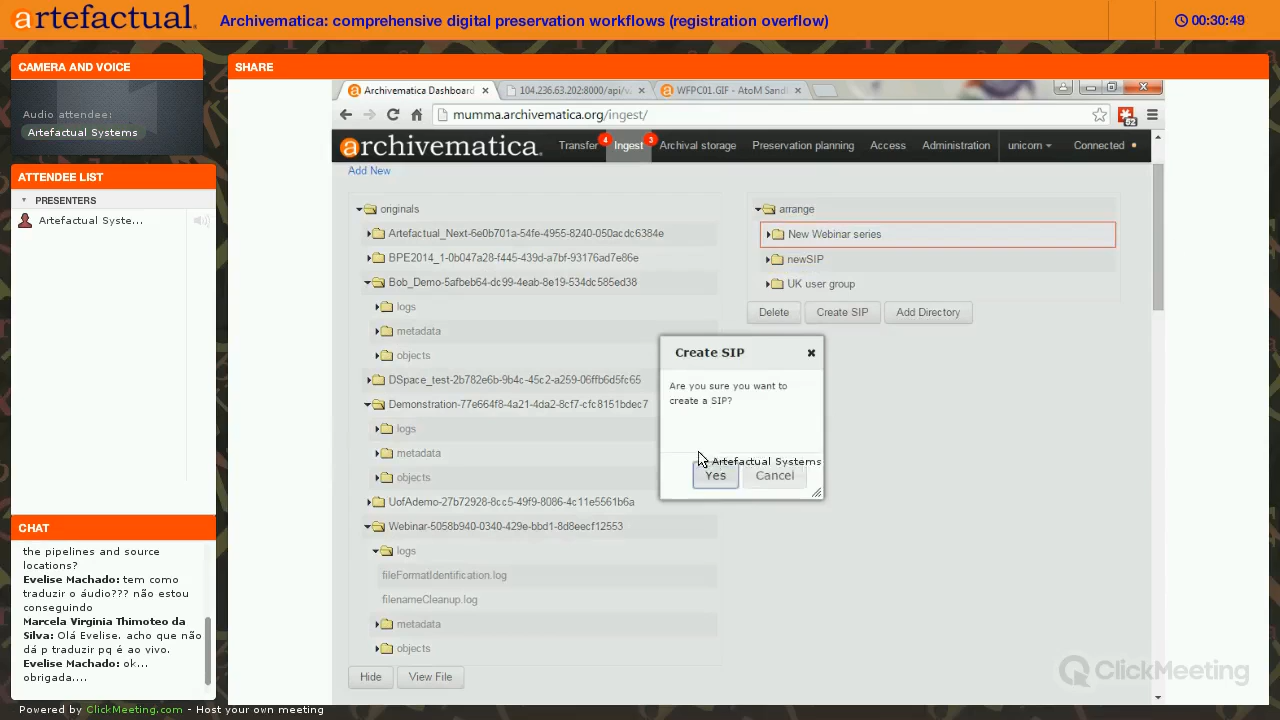 artefactual.
Archivematica: comprehensive digital preservation workflows (registration overflow)
00:30:49
CAMERA AND VOICE
Audio attendee:
Artefactual Systems
ATTENDEE LIST
PRESENTERS
Artefactual Syste...
CHAT
the pipelines and source
locations?
Evelise Machado: tem como
traduzir o áudio??? não estou
conseguindo
Marcela Virginia Thimoteo da
Silva: Olá Evelise. acho que não
dá p traduzir pq é ao vivo.
Evelise Machado: ok...
obrigada....
SHARE
Archivematica Dashboard
104.236.63.202:8000/api/v.
WFPC01.GIF - AtoM Sand
mumma.archivematica.org/ingest/
62
archivematica.
Transfer 4
Ingest 3
Archival storage
Preservation planning
Access
Administration
unicorn
Connected
Add New
originals
Artefactual_Next-6e0b701a-54fe-4955-8240-050acdc6384e
BPE2014_1-0b047a28-f445-439d-a7bf-93176ad7e86e
Bob_Demo-5afbeb64-dc99-4eab-8e19-534dc585ed38
logs
metadata
objects
DSpace_test-2b782e6b-9b4c-45c2-a259-06ffb6d5fc65
Demonstration-77e664f8-4a21-4da2-8cf7-cfc8151bdec7
logs
metadata
objects
UofAdemo-27b72928-8cc5-49f9-8086-4c11e5561b6a
Webinar-5058b940-0340-429e-bbd1-8d8eecf12553
logs
fileFormatIdentification.log
filenameCleanup.log
metadata
objects
Hide
View File
arrange
New Webinar series
newSIP
UK user group
Delete
Create SIP
Add Directory
Create SIP
Are you sure you want to
create a SIP?
Artefactual Systems
Yes
Cancel
ClickMeeting
Powered by ClickMeeting.com - Host your own meeting